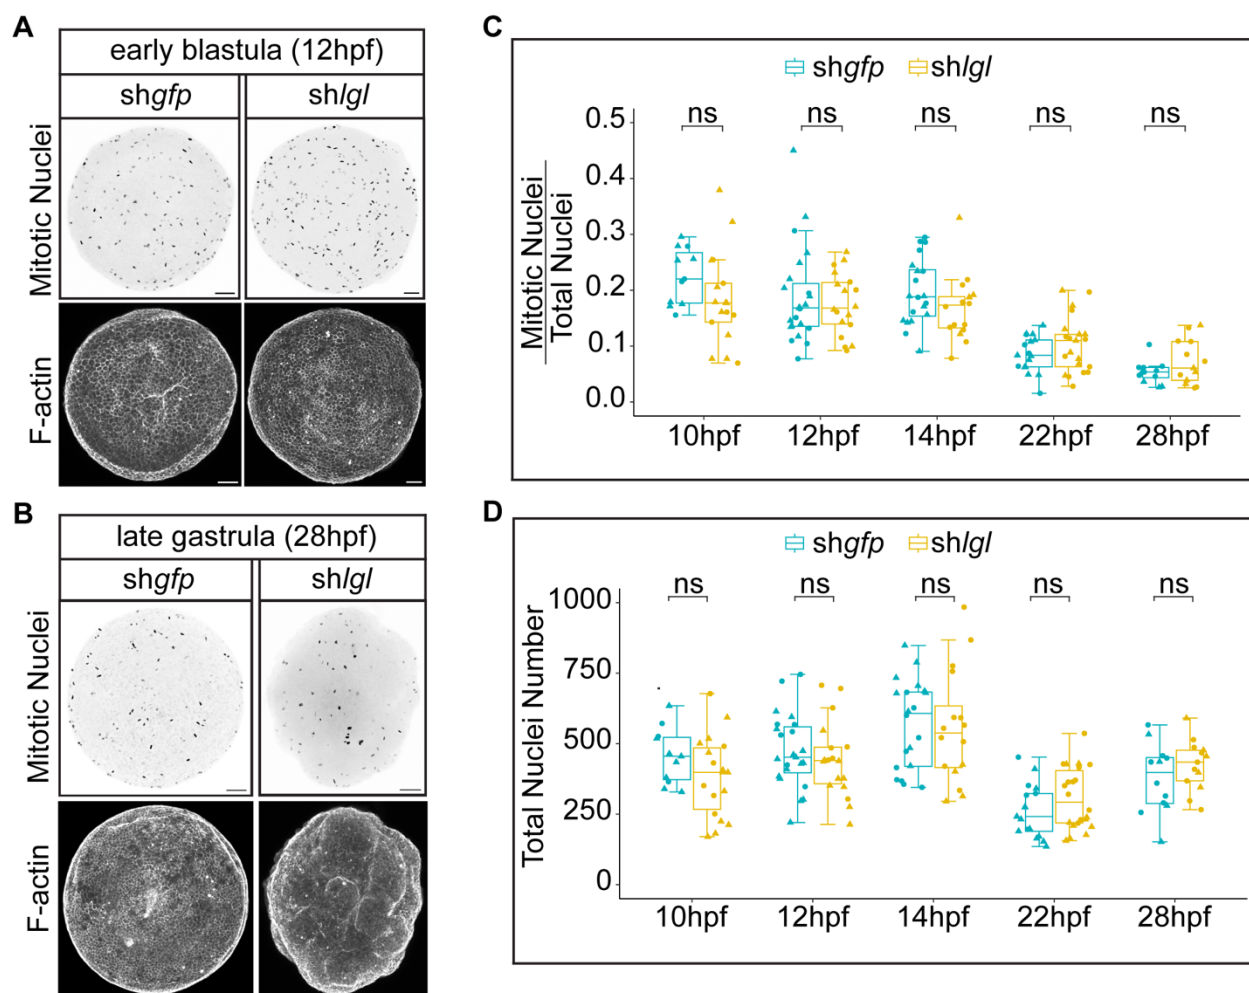 A
early blastula (12hpf)
shgfp shlgl
Mitotic Nuclei
F-actin
B
late gastrula (28hpf)
shgfp shlgl
Mitotic Nuclei
F-actin
C
shgfp shlgl
Mitotic Nuclei
Total Nuclei
ns ns ns ns ns
0.5
0.4
0.3
0.2
0.1
0.0
10hpf 12hpf 14hpf 22hpf 28hpf
D
shgfp shlgl
Total Nuclei Number
ns ns ns ns ns
1000
750
500
250
0
10hpf 12hpf 14hpf 22hpf 28hpf